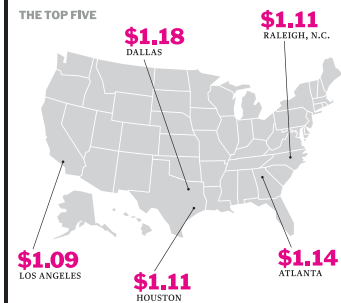 THE TOP FIVE
$1.18
DALLAS
$1.11
RALEIGH, N.C.
$1.09
LOS ANGELES
$1.11
HOUSTON
$1.14
ATLANTA